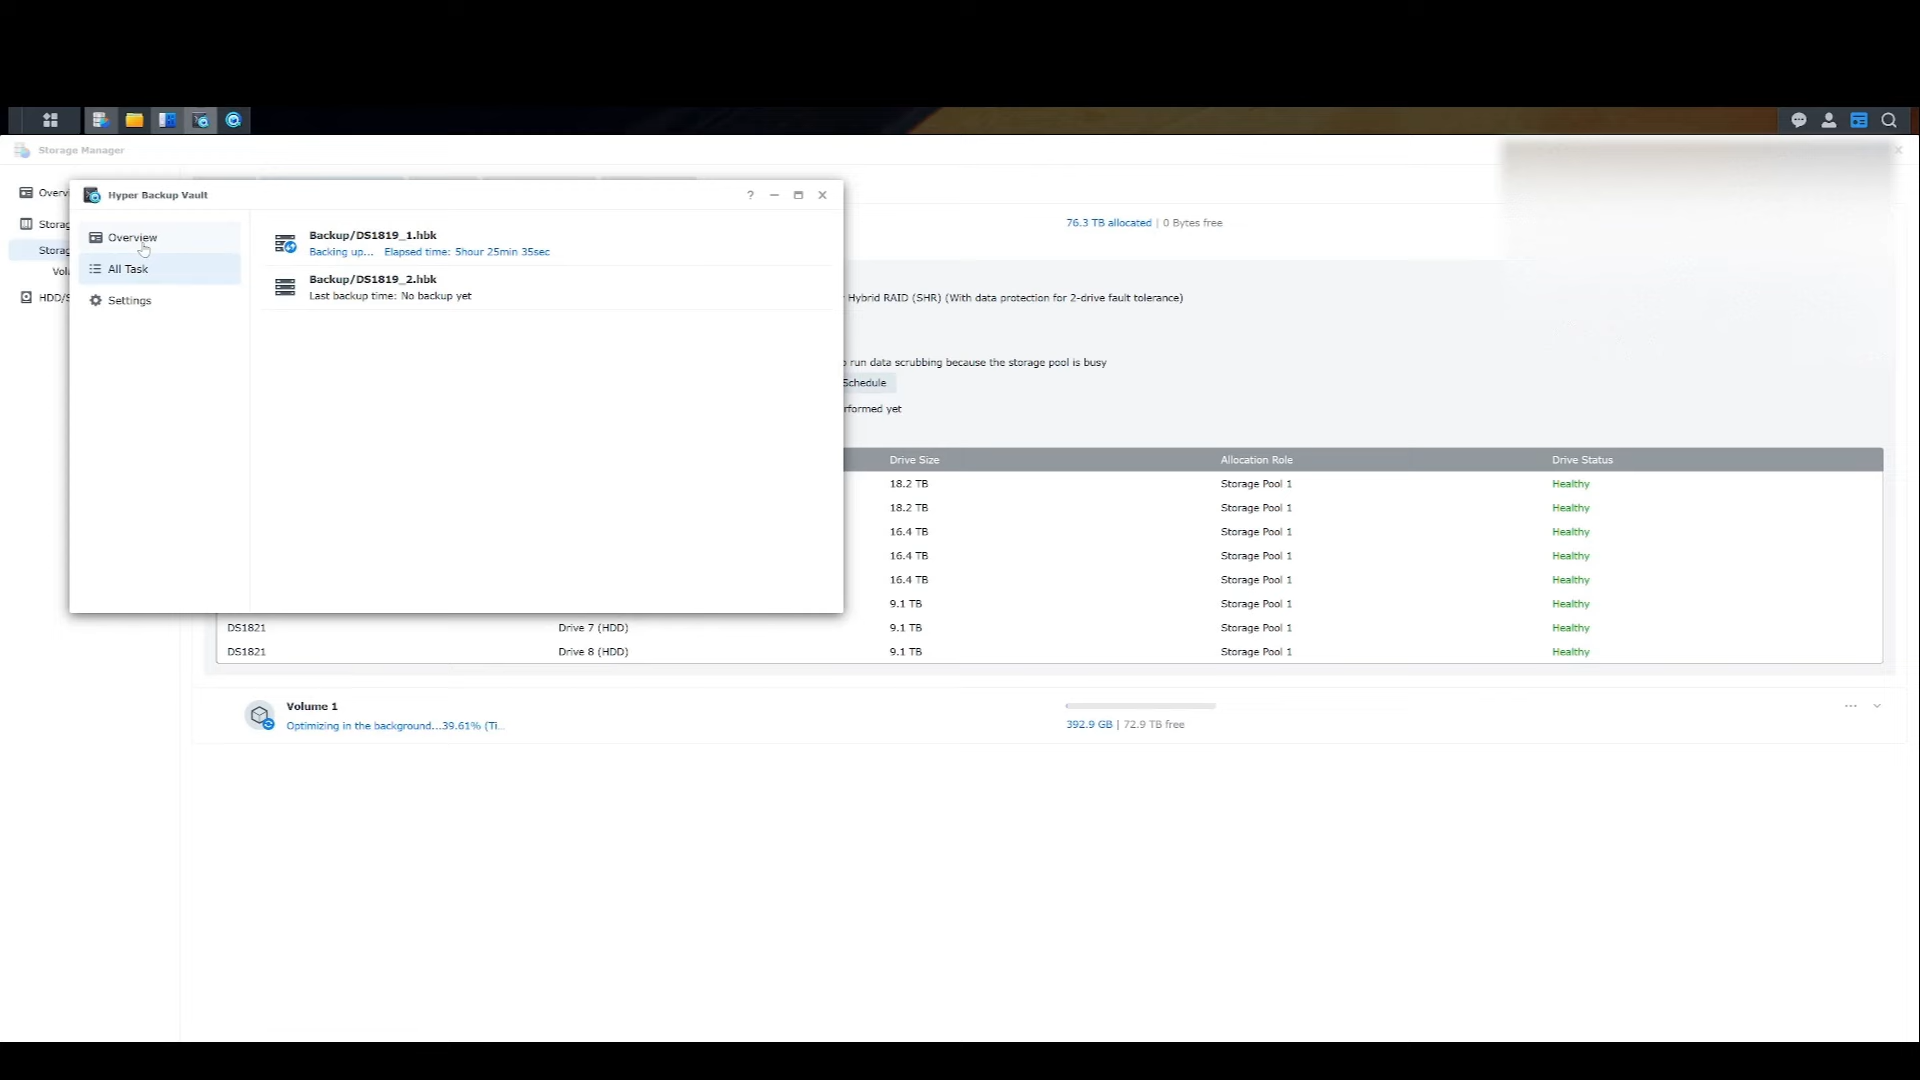 Storage Manager
Hyper Backup Vault
?
Overview
All Task
Settings
HDD/S
Backup/DS1819_1.hbk
Backing up... Elapsed time: 5hour 25min 35sec
Backup/DS1819_2.hbk
Last backup time: No backup yet
76.3 TB allocated | 0 Bytes free
Hybrid RAID (SHR) (With data protection for 2-drive fault tolerance)
run data scrubbing because the storage pool is busy
Schedule
rformed yet
Drive Size Allocation Role Drive Status
18.2 TB Storage Pool 1 Healthy
18.2 TB Storage Pool 1 Healthy
16.4 TB Storage Pool 1 Healthy
16.4 TB Storage Pool 1 Healthy
16.4 TB Storage Pool 1 Healthy
9.1 TB Storage Pool 1 Healthy
DS1821 Drive 7 (HDD) 9.1 TB Storage Pool 1 Healthy
DS1821 Drive 8 (HDD) 9.1 TB Storage Pool 1 Healthy
Volume 1
Optimizing in the background...39.61% (Ti...
392.9 GB | 72.9 TB free